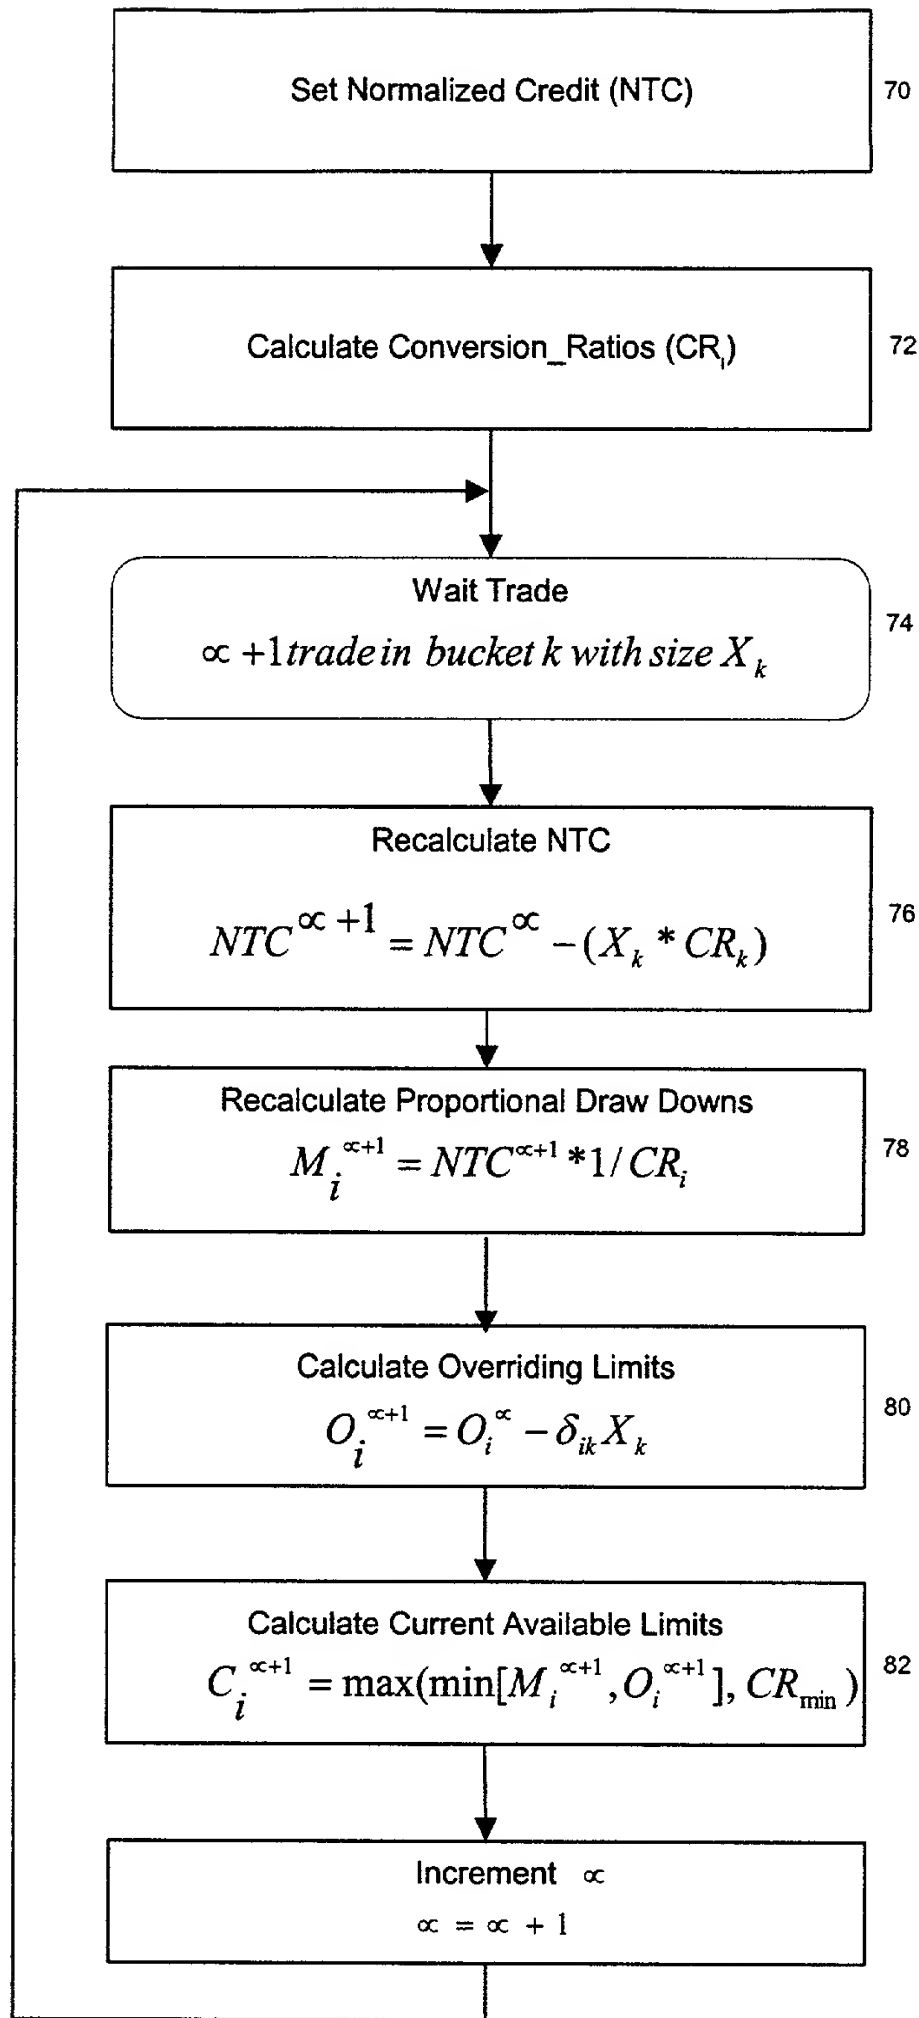 Set Normalized Credit (NTC)
70
Calculate Conversion_Ratios (CRᵢ)
72
Wait Trade
∝ +1 trade in bucket k with size X_k
74
Recalculate NTC
NTC^{∝ +1} = NTC^∝ − (X_k * CR_k)
76
Recalculate Proportional Draw Downs
M_i^{∝+1} = NTC^{∝+1} * 1 / CR_i
78
Calculate Overriding Limits
O_i^{∝+1} = O_i^∝ − δ_{ik} X_k
80
Calculate Current Available Limits
C_i^{∝+1} = max(min[M_i^{∝+1}, O_i^{∝+1}], CR_min)
82
Increment ∝
∝ = ∝ + 1